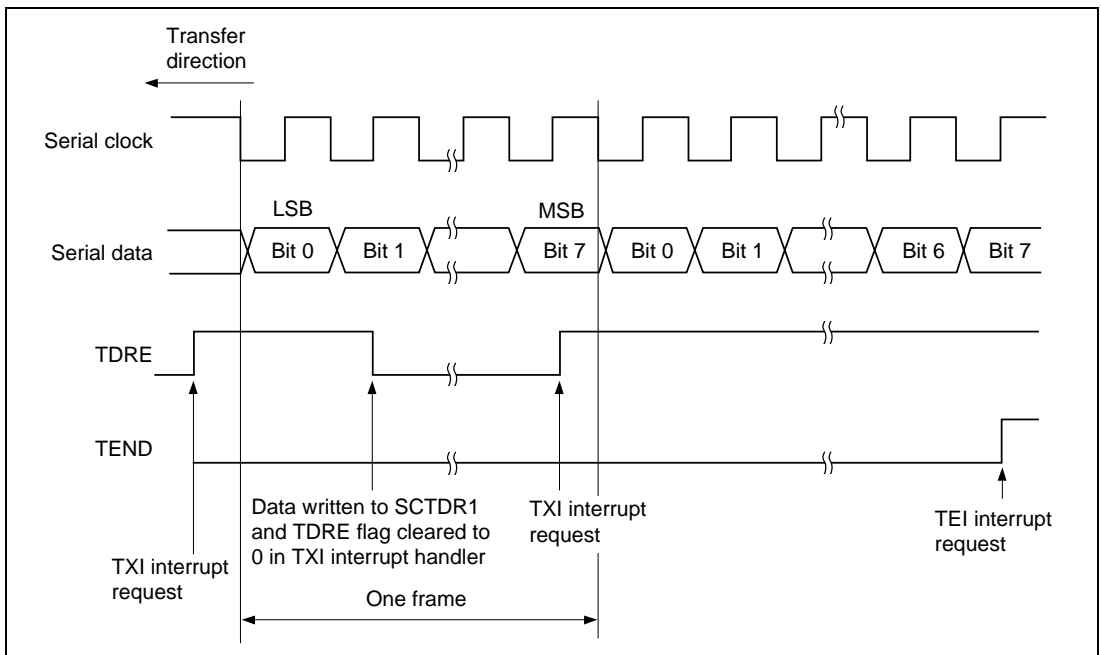 Transfer
direction
Serial clock
LSB
MSB
Serial data
Bit 0
Bit 1
Bit 7
Bit 0
Bit 1
Bit 6
Bit 7
TDRE
TEND
Data written to SCTDR1
and TDRE flag cleared to
0 in TXI interrupt handler
TXI interrupt
request
TEI interrupt
request
TXI interrupt
request
One frame